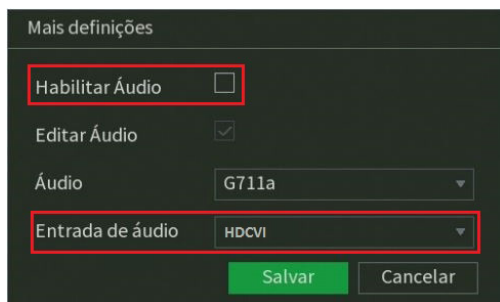 Mais definições
Habilitar Áudio
Editar Áudio
Áudio G711a
Entrada de áudio HDCVI
Salvar Cancelar